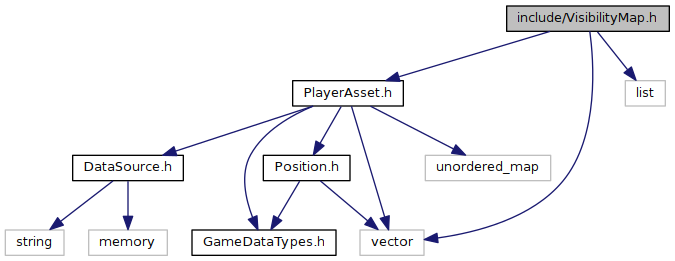 include/VisibilityMap.h
PlayerAsset.h
list
DataSource.h
Position.h
unordered_map
string
memory
GameDataTypes.h
vector